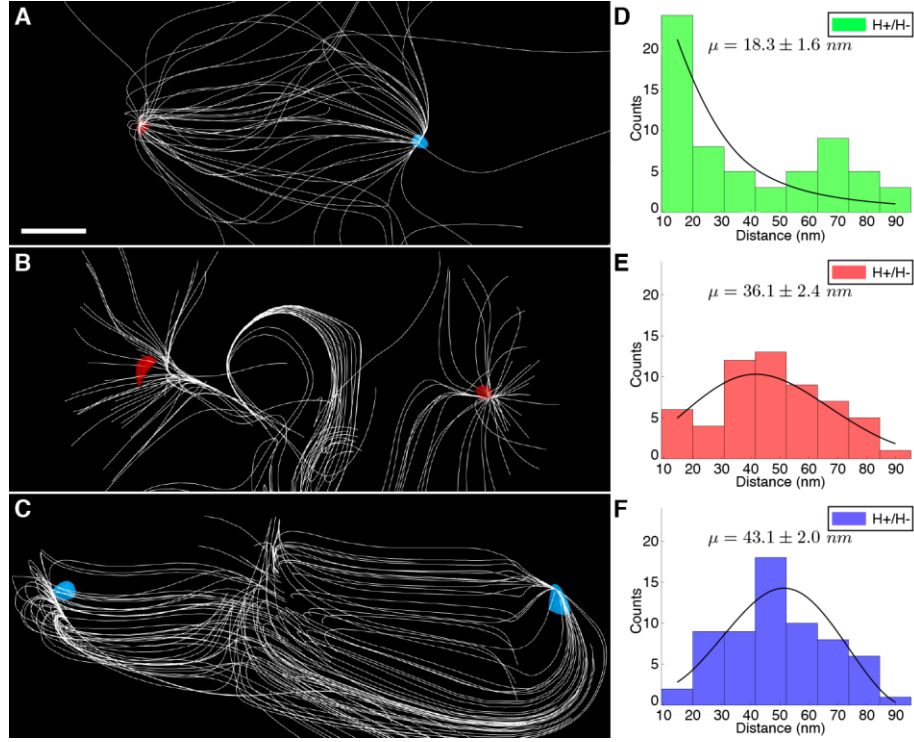 A
B
C
D
H+/H-
μ = 18.3 ± 1.6 nm
20
15
10
5
0
Counts
10 20 30 40 50 60 70 80 90
Distance (nm)
E
H+/H-
μ = 36.1 ± 2.4 nm
20
15
10
5
0
Counts
10 20 30 40 50 60 70 80 90
Distance (nm)
F
H+/H-
μ = 43.1 ± 2.0 nm
20
15
10
5
0
Counts
10 20 30 40 50 60 70 80 90
Distance (nm)